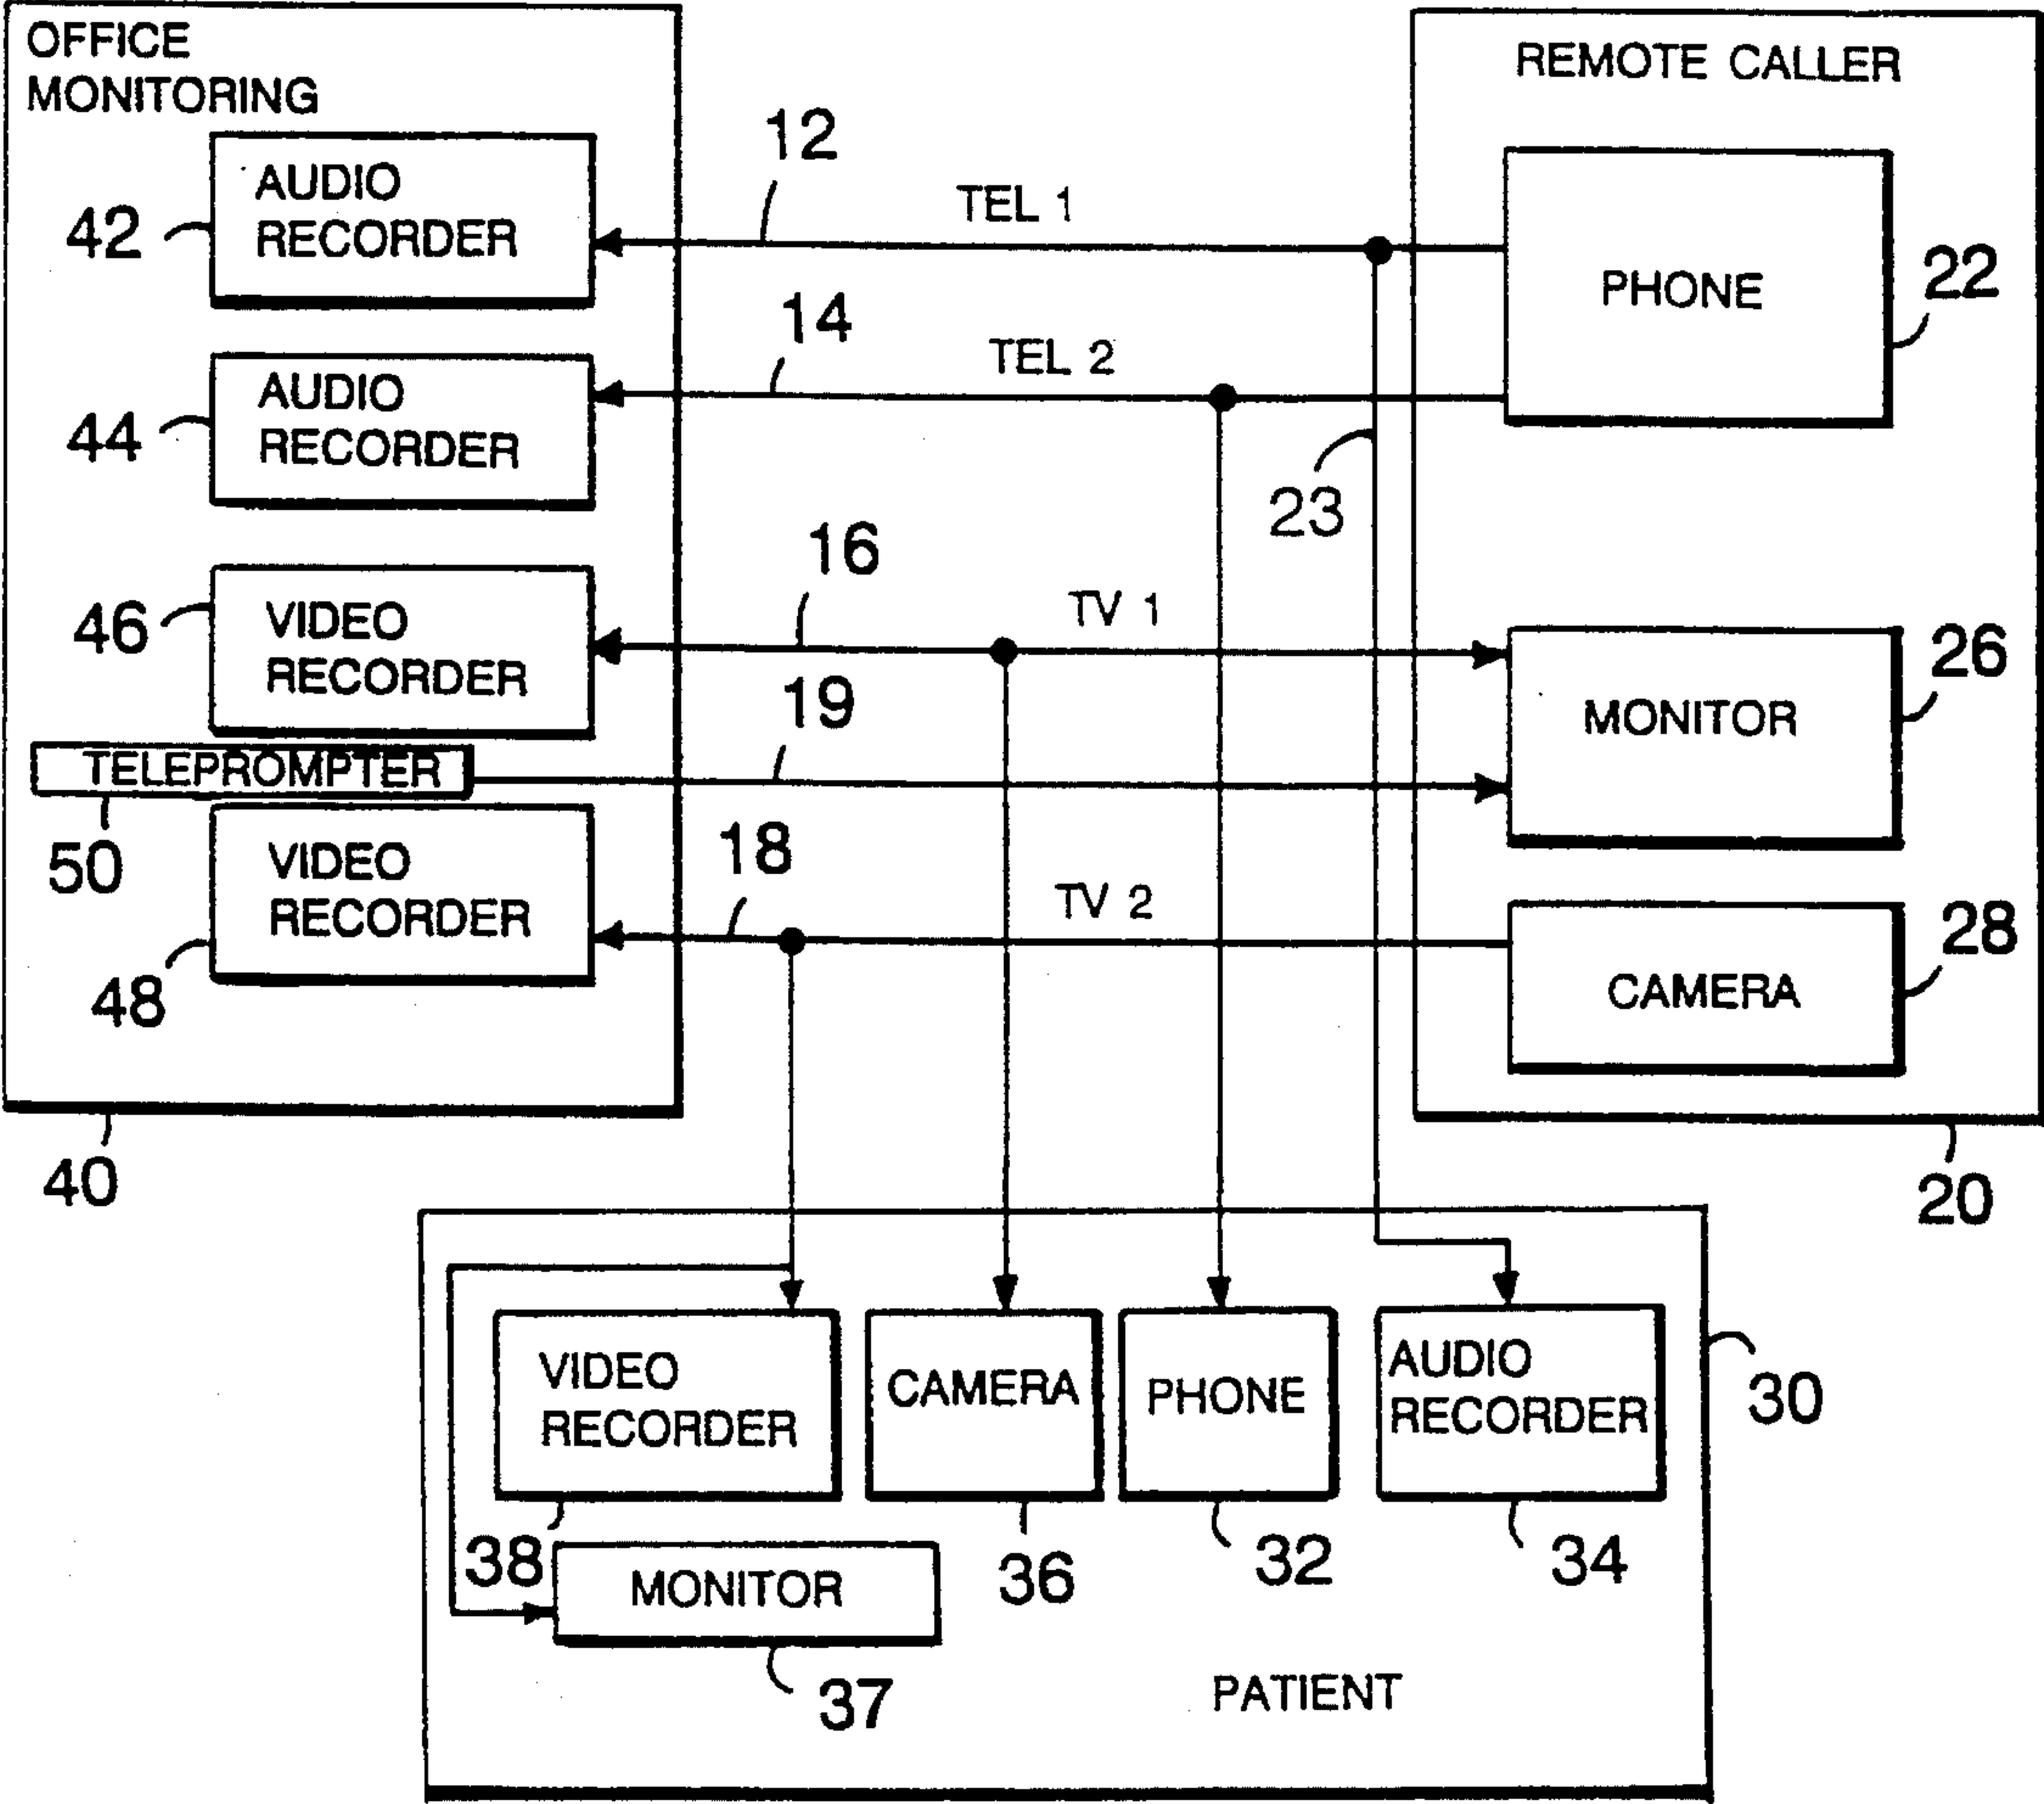 OFFICE
MONITORING
REMOTE CALLER
12
AUDIO
RECORDER
42
TEL 1
PHONE
22
14
TEL 2
AUDIO
RECORDER
44
23
16
TV 1
VIDEO
RECORDER
46
MONITOR
26
19
TELEPROMPTER
50
18
TV 2
VIDEO
RECORDER
48
CAMERA
28
40
20
VIDEO
RECORDER
CAMERA
PHONE
AUDIO
RECORDER
30
38
36
32
34
MONITOR
37
PATIENT